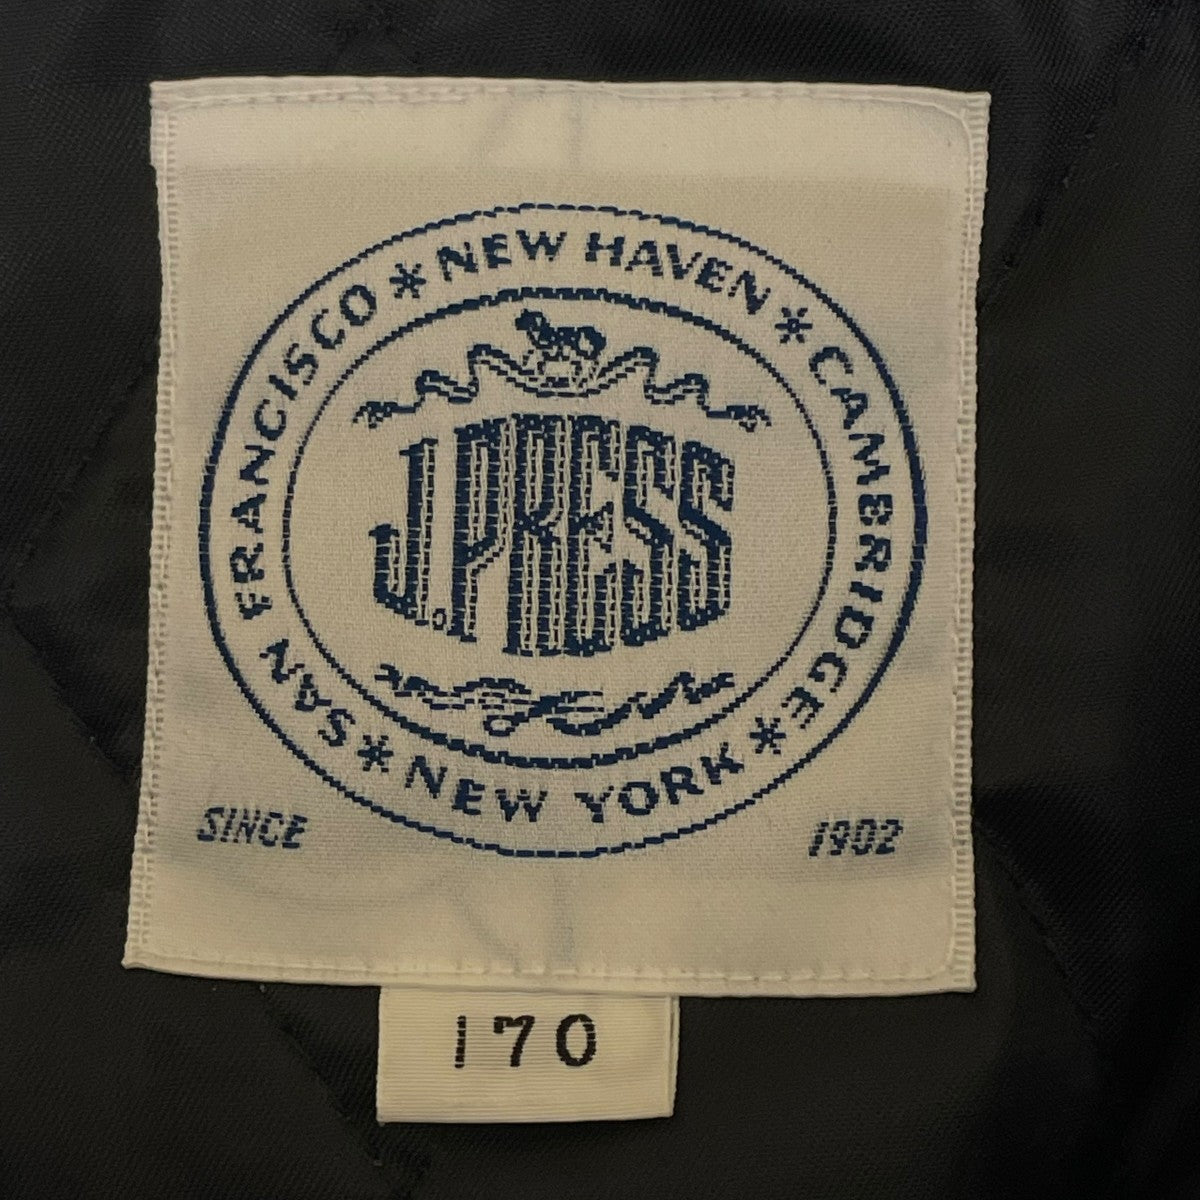 NEW HAVEN * CAMBRIDGE * NEW YORK * SAN FRANCISCO *
J.PRESS
SINCE 1902
170